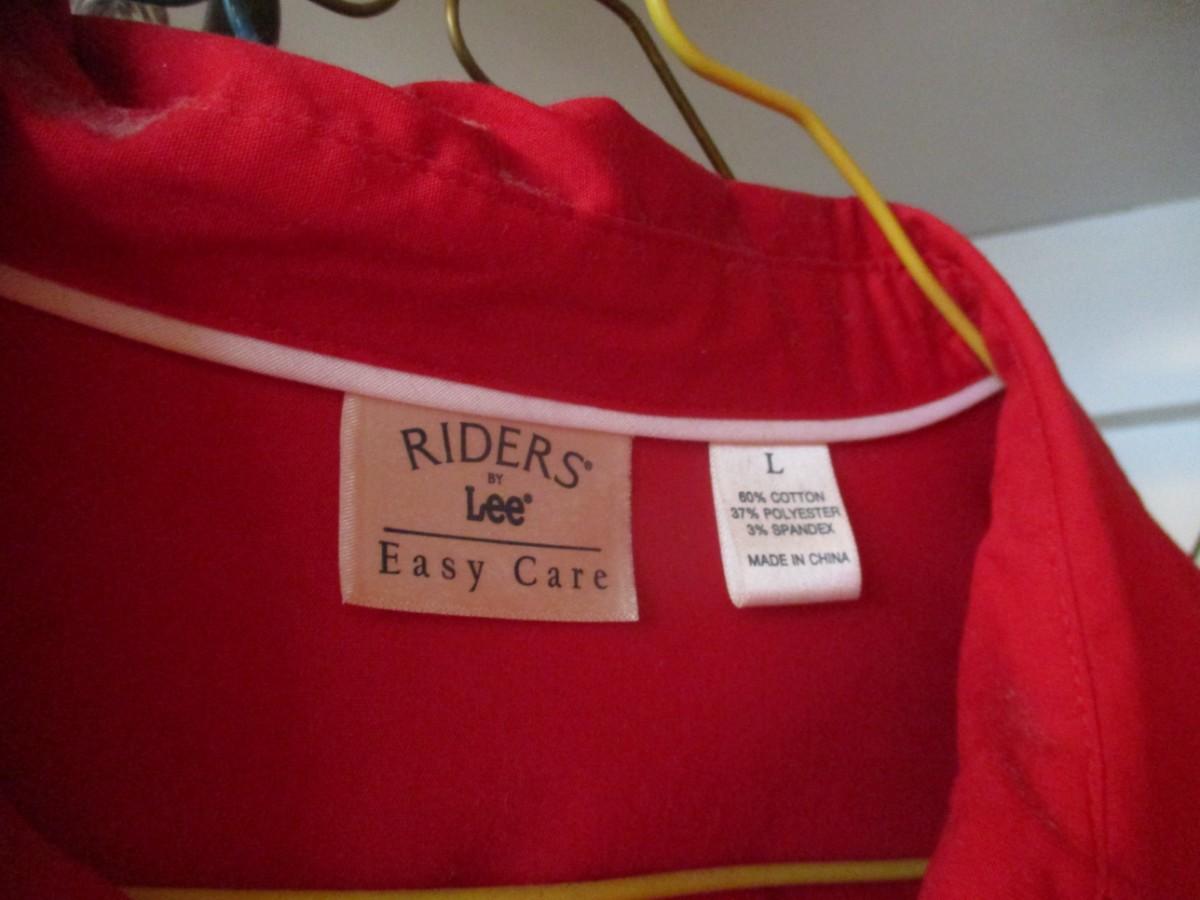 RIDERS®
BY
Lee®
Easy Care
L
60% COTTON
37% POLYESTER
3% SPANDEX
MADE IN CHINA